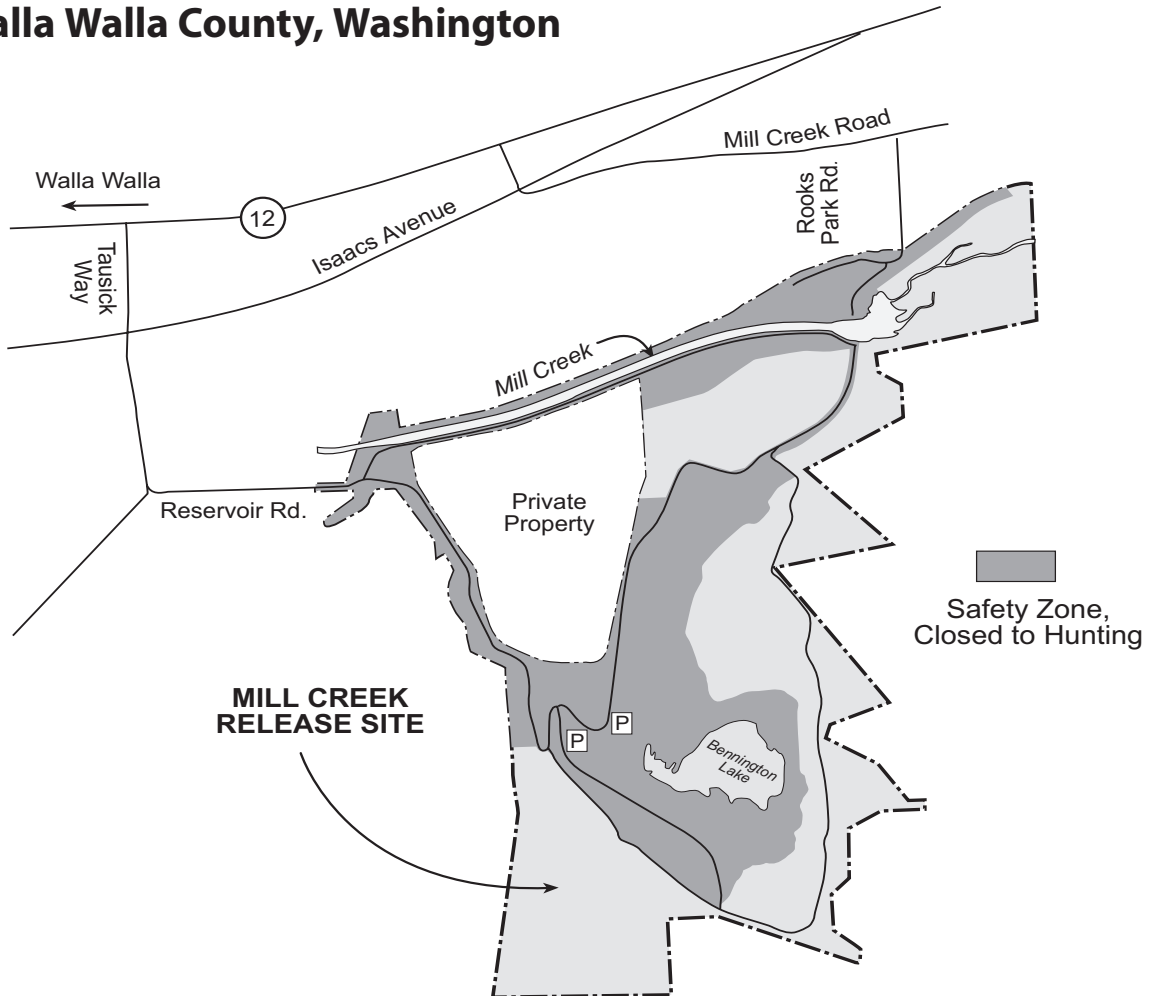 alla Walla County, Washington
Mill Creek Road
Walla Walla
12
Rooks
Park Rd.
Isaacs Avenue
Tausick
Way
Mill Creek
Private
Property
Reservoir Rd.
Safety Zone,
Closed to Hunting
MILL CREEK
RELEASE SITE
P
P
Bennington
Lake